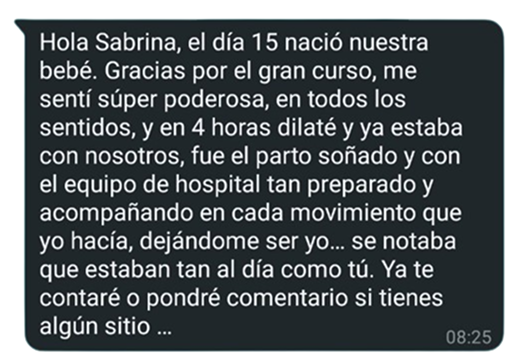 Hola Sabrina, el día 15 nació nuestra
bebé. Gracias por el gran curso, me
sentí súper poderosa, en todos los
sentidos, y en 4 horas dilaté y ya estaba
con nosotros, fue el parto soñado y con
el equipo de hospital tan preparado y
acompañando en cada movimiento que
yo hacía, dejándome ser yo... se notaba
que estaban tan al día como tú. Ya te
contaré o pondré comentario si tienes
algún sitio ...
08:25